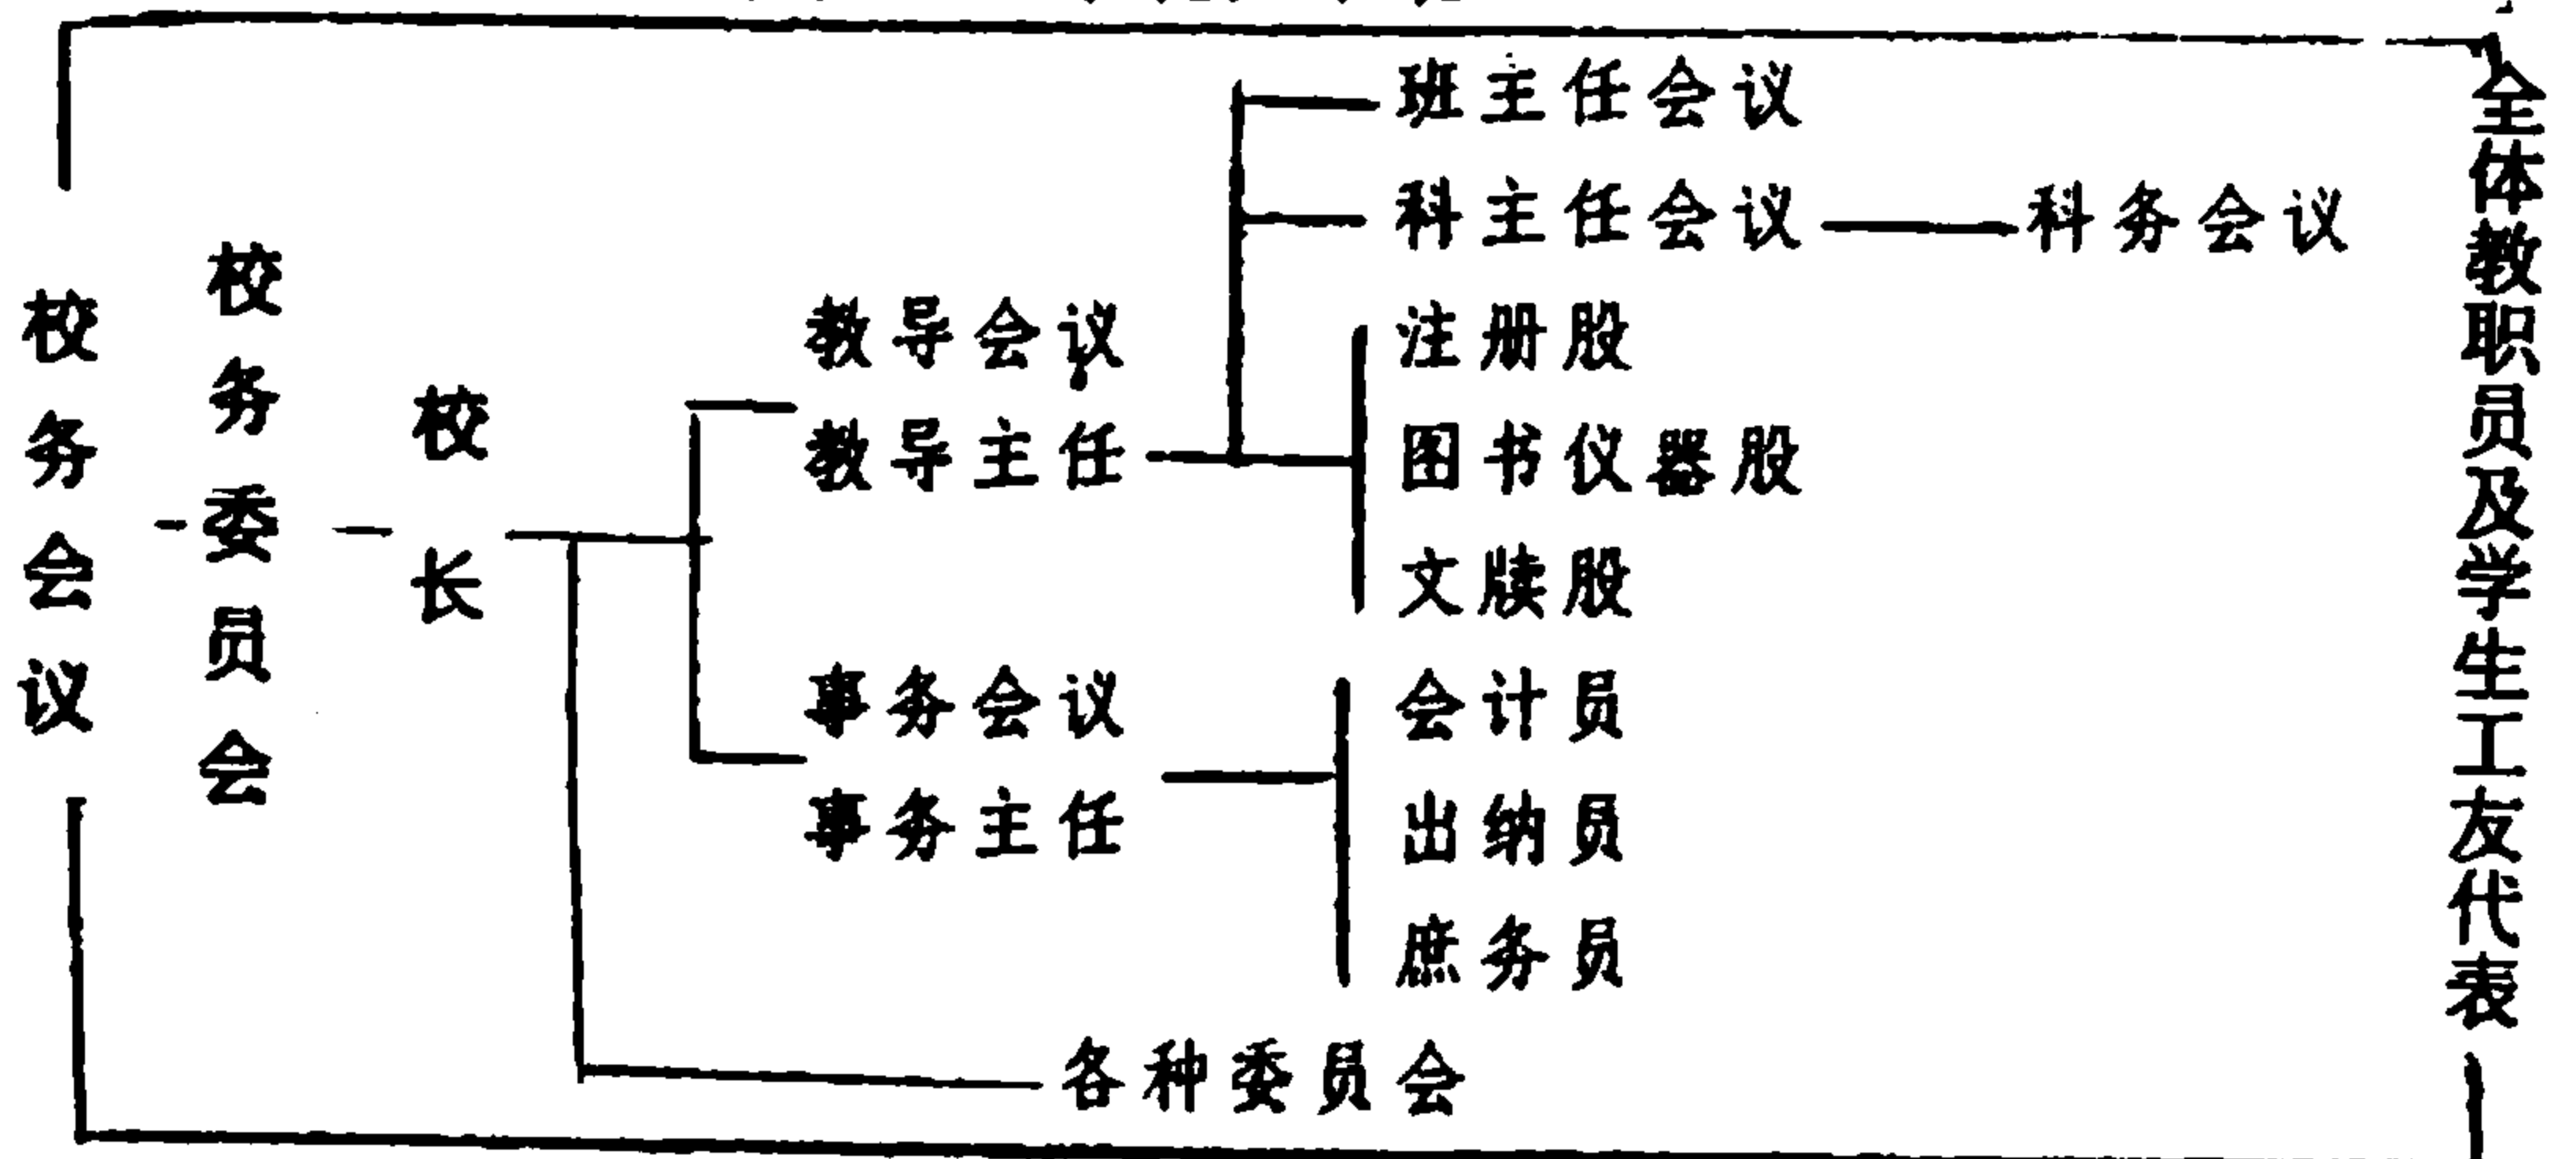 校务会议
校务委员会
校长
教导会议
教导主任
事务会议
事务主任
各种委员会
班主任会议
科主任会议
科务会议
注册股
图书仪器股
文牍股
会计员
出纳员
庶务员
全体教职员及学生工友代表